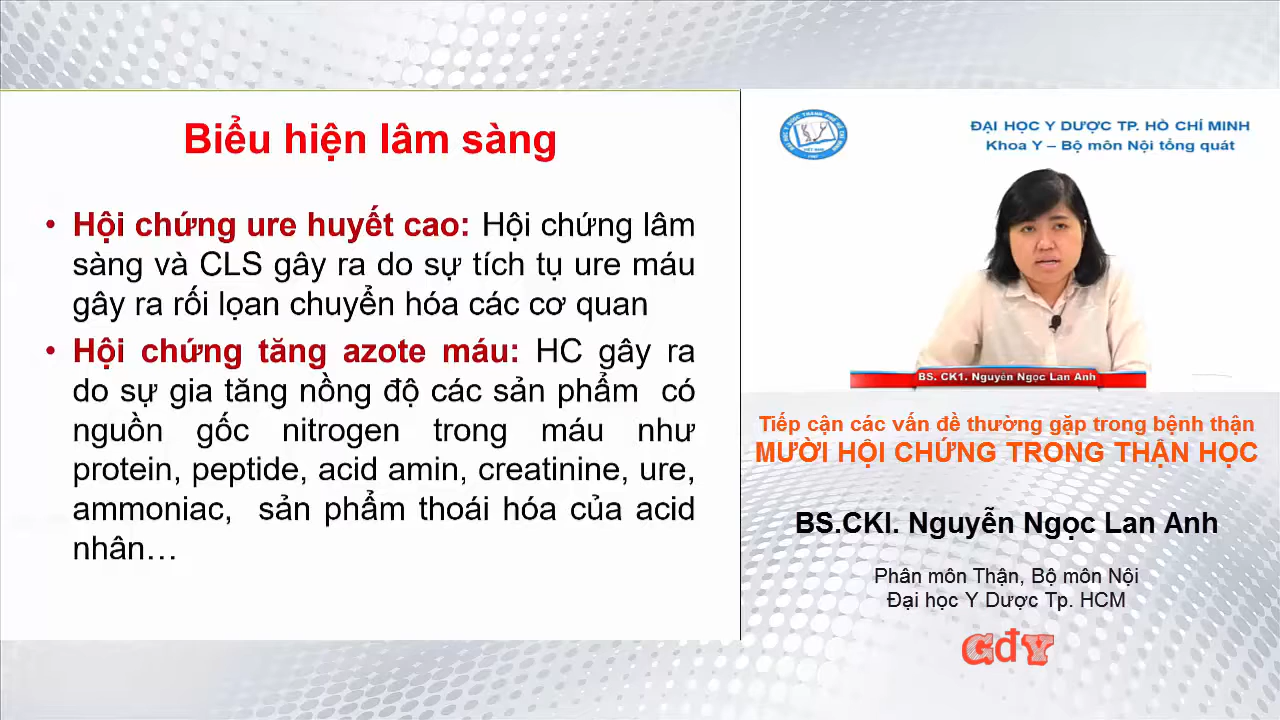 Biểu hiện lâm sàng
• Hội chứng ure huyết cao: Hội chứng lâm
sàng và CLS gây ra do sự tích tụ ure máu
gây ra rối lọan chuyển hóa các cơ quan
• Hội chứng tăng azote máu: HC gây ra
do sự gia tăng nồng độ các sản phẩm có
nguồn gốc nitrogen trong máu như
protein, peptide, acid amin, creatinine, ure,
ammoniac, sản phẩm thoái hóa của acid
nhân…
ĐẠI HỌC Y DƯỢC TP. HỒ CHÍ MINH
Khoa Y – Bộ môn Nội tổng quát
BS. CK1. Nguyễn Ngọc Lan Anh
Tiếp cận các vấn đề thường gặp trong bệnh thận
MƯỜI HỘI CHỨNG TRONG THẬN HỌC
BS.CKI. Nguyễn Ngọc Lan Anh
Phân môn Thận, Bộ môn Nội
Đại học Y Dược Tp. HCM
GđY